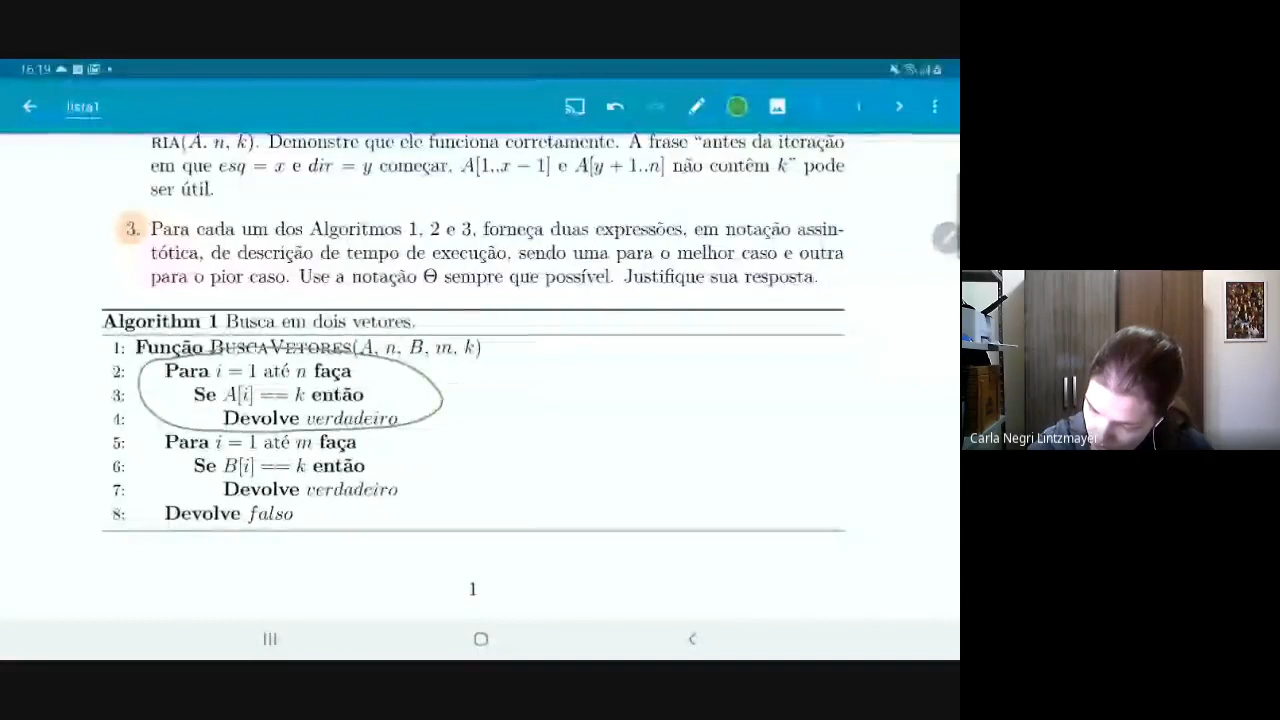 16:19
lista1
RIA(A, n, k). Demonstre que ele funciona corretamente. A frase "antes da iteração
em que esq = x e dir = y começar, A[1..x − 1] e A[y + 1..n] não contêm k" pode
ser útil.
3. Para cada um dos Algoritmos 1, 2 e 3, forneça duas expressões, em notação assin-
tótica, de descrição de tempo de execução, sendo uma para o melhor caso e outra
para o pior caso. Use a notação Θ sempre que possível. Justifique sua resposta.
Algorithm 1 Busca em dois vetores.
1: Função BUSCAVETORES(A, n, B, m, k)
2: Para i = 1 até n faça
3: Se A[i] == k então
4: Devolve verdadeiro
5: Para i = 1 até m faça
6: Se B[i] == k então
7: Devolve verdadeiro
8: Devolve falso
1
Carla Negri Lintzmayer